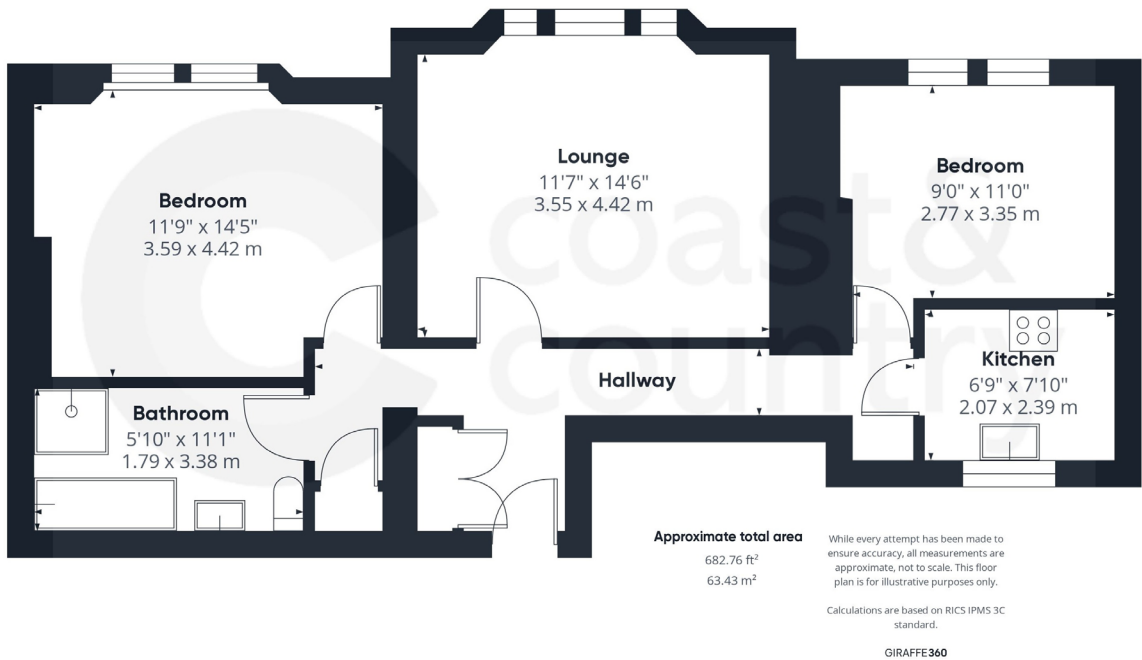 Bedroom
11'9" x 14'5"
3.59 x 4.42 m
Lounge
11'7" x 14'6"
3.55 x 4.42 m
Bedroom
9'0" x 11'0"
2.77 x 3.35 m
Hallway
Kitchen
6'9" x 7'10"
2.07 x 2.39 m
Bathroom
5'10" x 11'1"
1.79 x 3.38 m
coast &
country
Approximate total area
682.76 ft²
63.43 m²
While every attempt has been made to
ensure accuracy, all measurements are
approximate, not to scale. This floor
plan is for illustrative purposes only.
Calculations are based on RICS IPMS 3C
standard.
GIRAFFE360